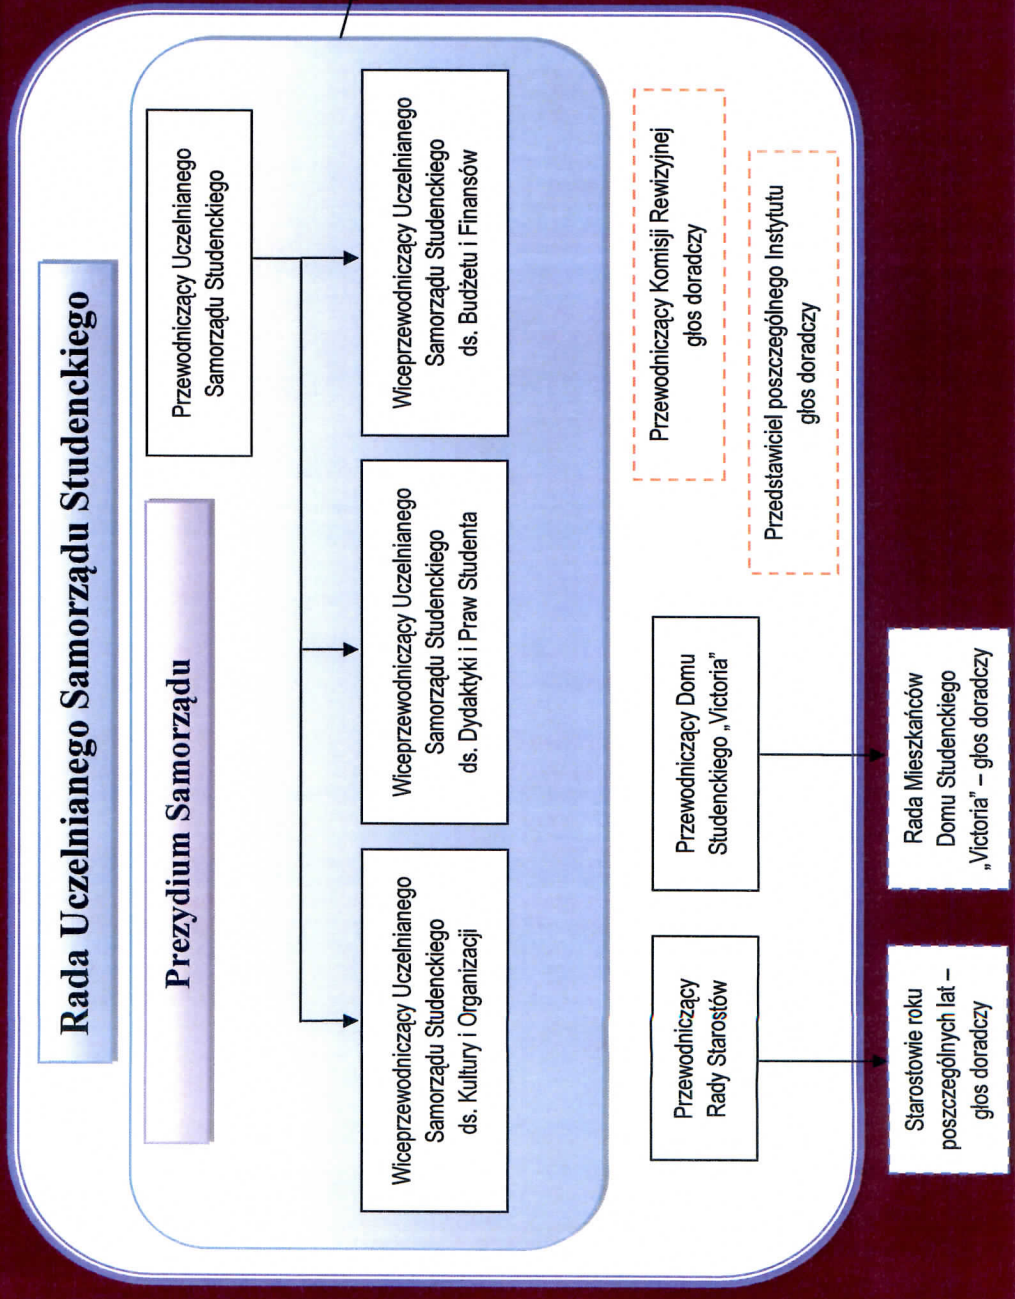 Rada Uczelnianego Samorządu Studenckiego
Prezydium Samorządu
Przewodniczący Uczelnianego
Samorządu Studenckiego
Wiceprzewodniczący Uczelnianego
Samorządu Studenckiego
ds. Kultury i Organizacji
Wiceprzewodniczący Uczelnianego
Samorządu Studenckiego
ds. Dydaktyki i Praw Studenta
Wiceprzewodniczący Uczelnianego
Samorządu Studenckiego
ds. Budżetu i Finansów
Przewodniczący
Rady Starostów
Przewodniczący Domu
Studenckiego „Victoria”
Przewodniczący Komisji Rewizyjnej
głos doradczy
Przedstawiciel poszczególnego Instytutu
głos doradczy
Starostowie roku
poszczególnych lat –
głos doradczy
Rada Mieszkańców
Domu Studenckiego
„Victoria” – głos doradczy